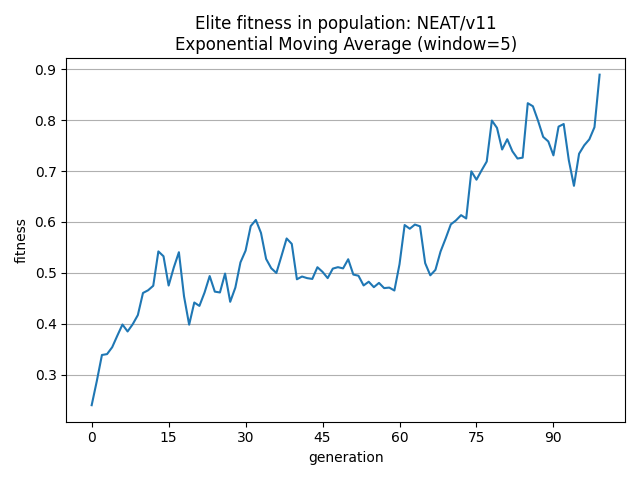 Elite fitness in population: NEAT/v11
Exponential Moving Average (window=5)
0.9
0.8
0.7
0.6
0.5
0.4
0.3
fitness
0 15 30 45 60 75 90
generation